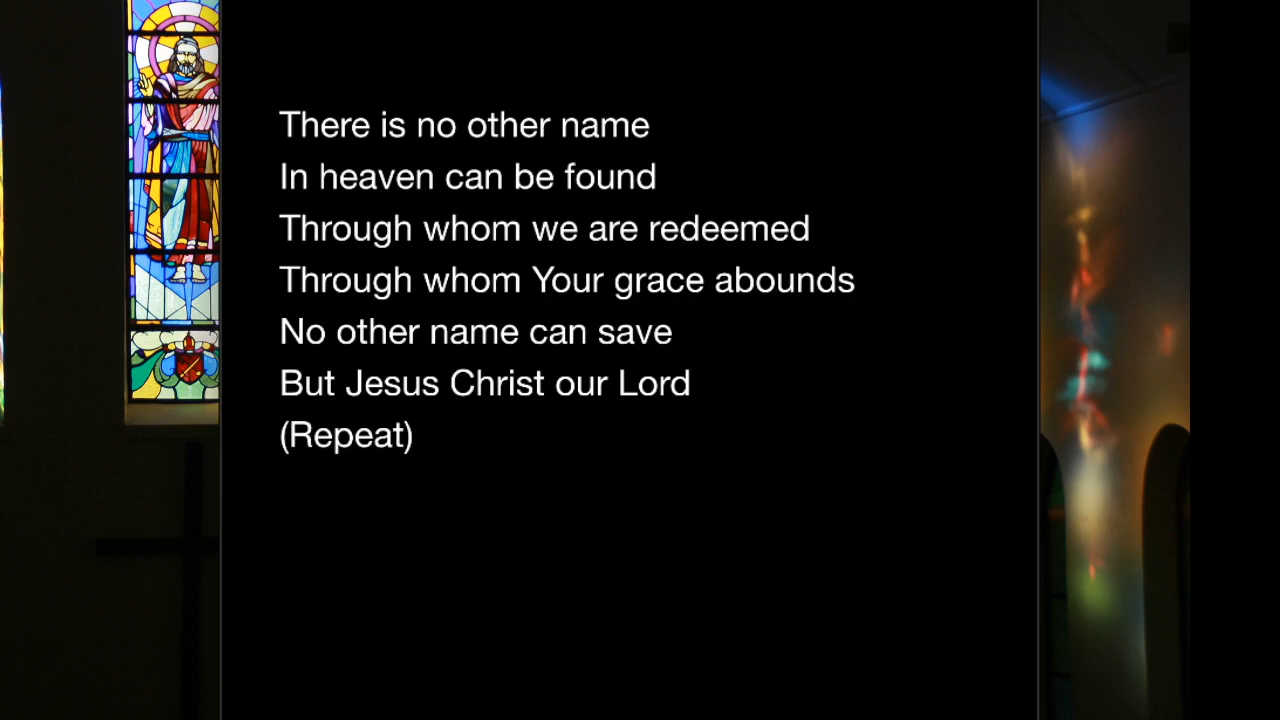 There is no other name
In heaven can be found
Through whom we are redeemed
Through whom Your grace abounds
No other name can save
But Jesus Christ our Lord
(Repeat)